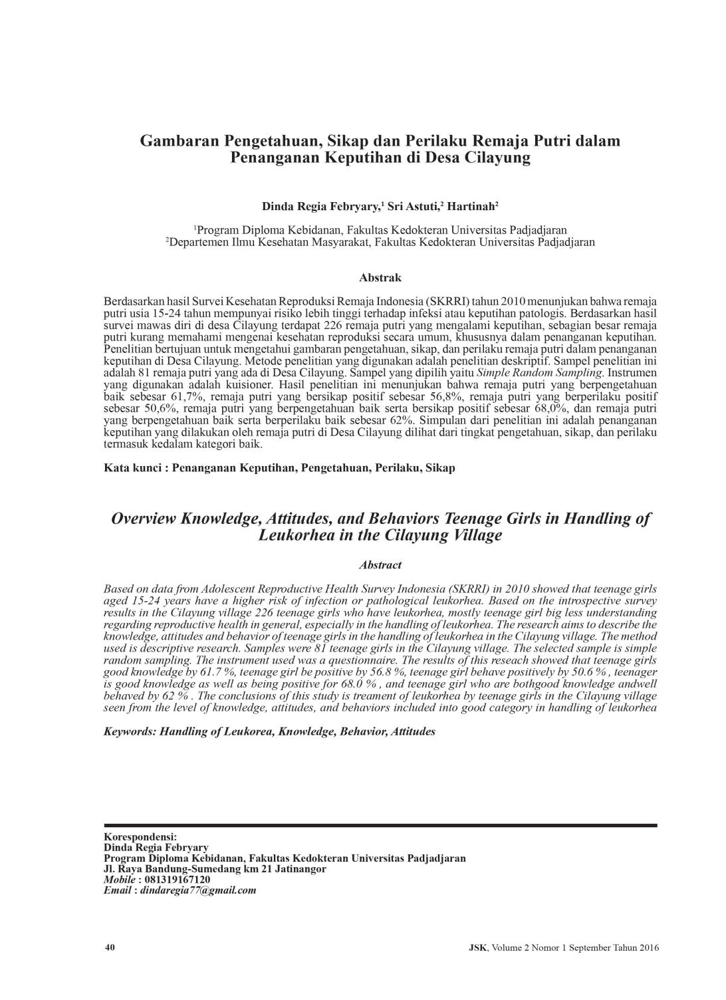 Gambaran Pengetahuan, Sikap dan Perilaku Remaja Putri dalam
Penanganan Keputihan di Desa Cilayung
Dinda Regia Febryary,¹ Sri Astuti,² Hartinah²
¹Program Diploma Kebidanan, Fakultas Kedokteran Universitas Padjadjaran
²Departemen Ilmu Kesehatan Masyarakat, Fakultas Kedokteran Universitas Padjadjaran
Abstrak
Berdasarkan hasil Survei Kesehatan Reproduksi Remaja Indonesia (SKRRI) tahun 2010 menunjukan bahwa remaja
putri usia 15-24 tahun mempunyai risiko lebih tinggi terhadap infeksi atau keputihan patologis. Berdasarkan hasil
survei mawas diri di desa Cilayung terdapat 226 remaja putri yang mengalami keputihan, sebagian besar remaja
putri kurang memahami mengenai kesehatan reproduksi secara umum, khususnya dalam penanganan keputihan.
Penelitian bertujuan untuk mengetahui gambaran pengetahuan, sikap, dan perilaku remaja putri dalam penanganan
keputihan di Desa Cilayung. Metode penelitian yang digunakan adalah penelitian deskriptif. Sampel penelitian ini
adalah 81 remaja putri yang ada di Desa Cilayung. Sampel yang dipilih yaitu Simple Random Sampling. Instrumen
yang digunakan adalah kuisioner. Hasil penelitian ini menunjukan bahwa remaja putri yang berpengetahuan
baik sebesar 61,7%, remaja putri yang bersikap positif sebesar 56,8%, remaja putri yang berperilaku positif
sebesar 50,6%, remaja putri yang berpengetahuan baik serta bersikap positif sebesar 68,0%, dan remaja putri
yang berpengetahuan baik serta berperilaku baik sebesar 62%. Simpulan dari penelitian ini adalah penanganan
keputihan yang dilakukan oleh remaja putri di Desa Cilayung dilihat dari tingkat pengetahuan, sikap, dan perilaku
termasuk kedalam kategori baik.
Kata kunci : Penanganan Keputihan, Pengetahuan, Perilaku, Sikap
Overview Knowledge, Attitudes, and Behaviors Teenage Girls in Handling of
Leukorhea in the Cilayung Village
Abstract
Based on data from Adolescent Reproductive Health Survey Indonesia (SKRRI) in 2010 showed that teenage girls
aged 15-24 years have a higher risk of infection or pathological leukorhea. Based on the introspective survey
results in the Cilayung village 226 teenage girls who have leukorhea, mostly teenage girl big less understanding
regarding reproductive health in general, especially in the handling of leukorhea. The research aims to describe the
knowledge, attitudes and behavior of teenage girls in the handling of leukorhea in the Cilayung village. The method
used is descriptive research. Samples were 81 teenage girls in the Cilayung village. The selected sample is simple
random sampling. The instrument used was a questionnaire. The results of this reseach showed that teenage girls
good knowledge by 61.7 %, teenage girl be positive by 56.8 %, teenage girl behave positively by 50.6 % , teenager
is good knowledge as well as being positive for 68.0 % , and teenage girl who are bothgood knowledge andwell
behaved by 62 % . The conclusions of this study is treament of leukorhea by teenage girls in the Cilayung village
seen from the level of knowledge, attitudes, and behaviors included into good category in handling of leukorhea
Keywords: Handling of Leukorea, Knowledge, Behavior, Attitudes
Korespondensi:
Dinda Regia Febryary
Program Diploma Kebidanan, Fakultas Kedokteran Universitas Padjadjaran
Jl. Raya Bandung-Sumedang km 21 Jatinangor
Mobile : 081319167120
Email : dindaregia77@gmail.com
40
JSK, Volume 2 Nomor 1 September Tahun 2016